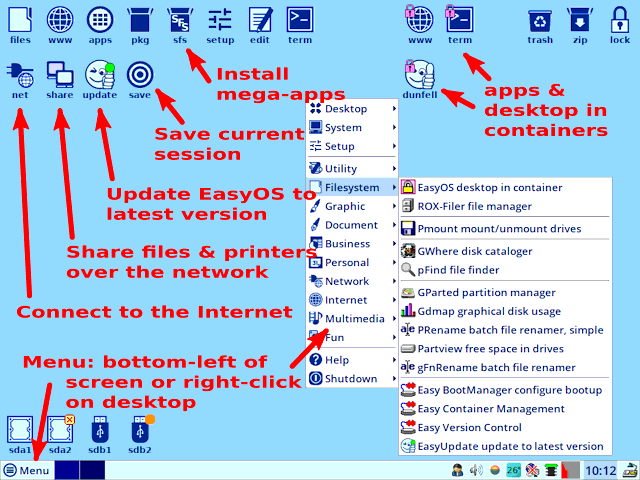 files www apps pkg sfs setup edit term www term trash zip lock
net share update save dunfell
Install
mega-apps
apps &
desktop in
containers
Save current
session
Update EasyOS to
latest version
Share files & printers
over the network
Connect to the Internet
Menu: bottom-left of
screen or right-click
on desktop
Desktop
System
Setup
Utility
Filesystem
Graphic
Document
Business
Personal
Network
Internet
Multimedia
Fun
Help
Shutdown
EasyOS desktop in container
ROX-Filer file manager
Pmount mount/unmount drives
GWhere disk cataloger
pFind file finder
GParted partition manager
Gdmap graphical disk usage
PRename batch file renamer, simple
Partview free space in drives
gFnRename batch file renamer
Easy BootManager configure bootup
Easy Container Management
Easy Version Control
EasyUpdate update to latest version
sda1 sda2 sdb1 sdb2
Menu 26° 10:12